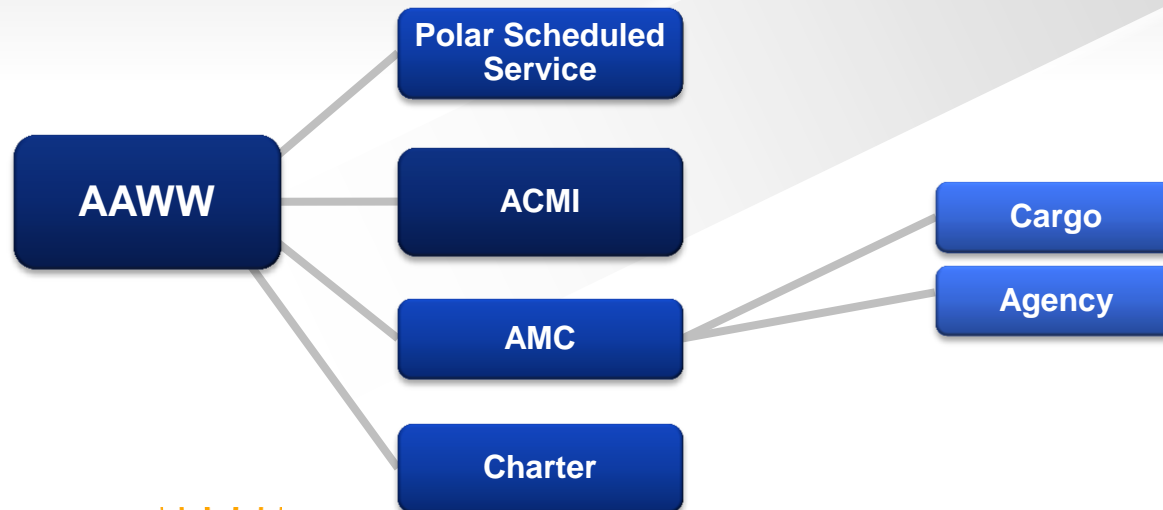 Polar Scheduled
Service
AAWW
ACMI
Cargo
Agency
AMC
Charter